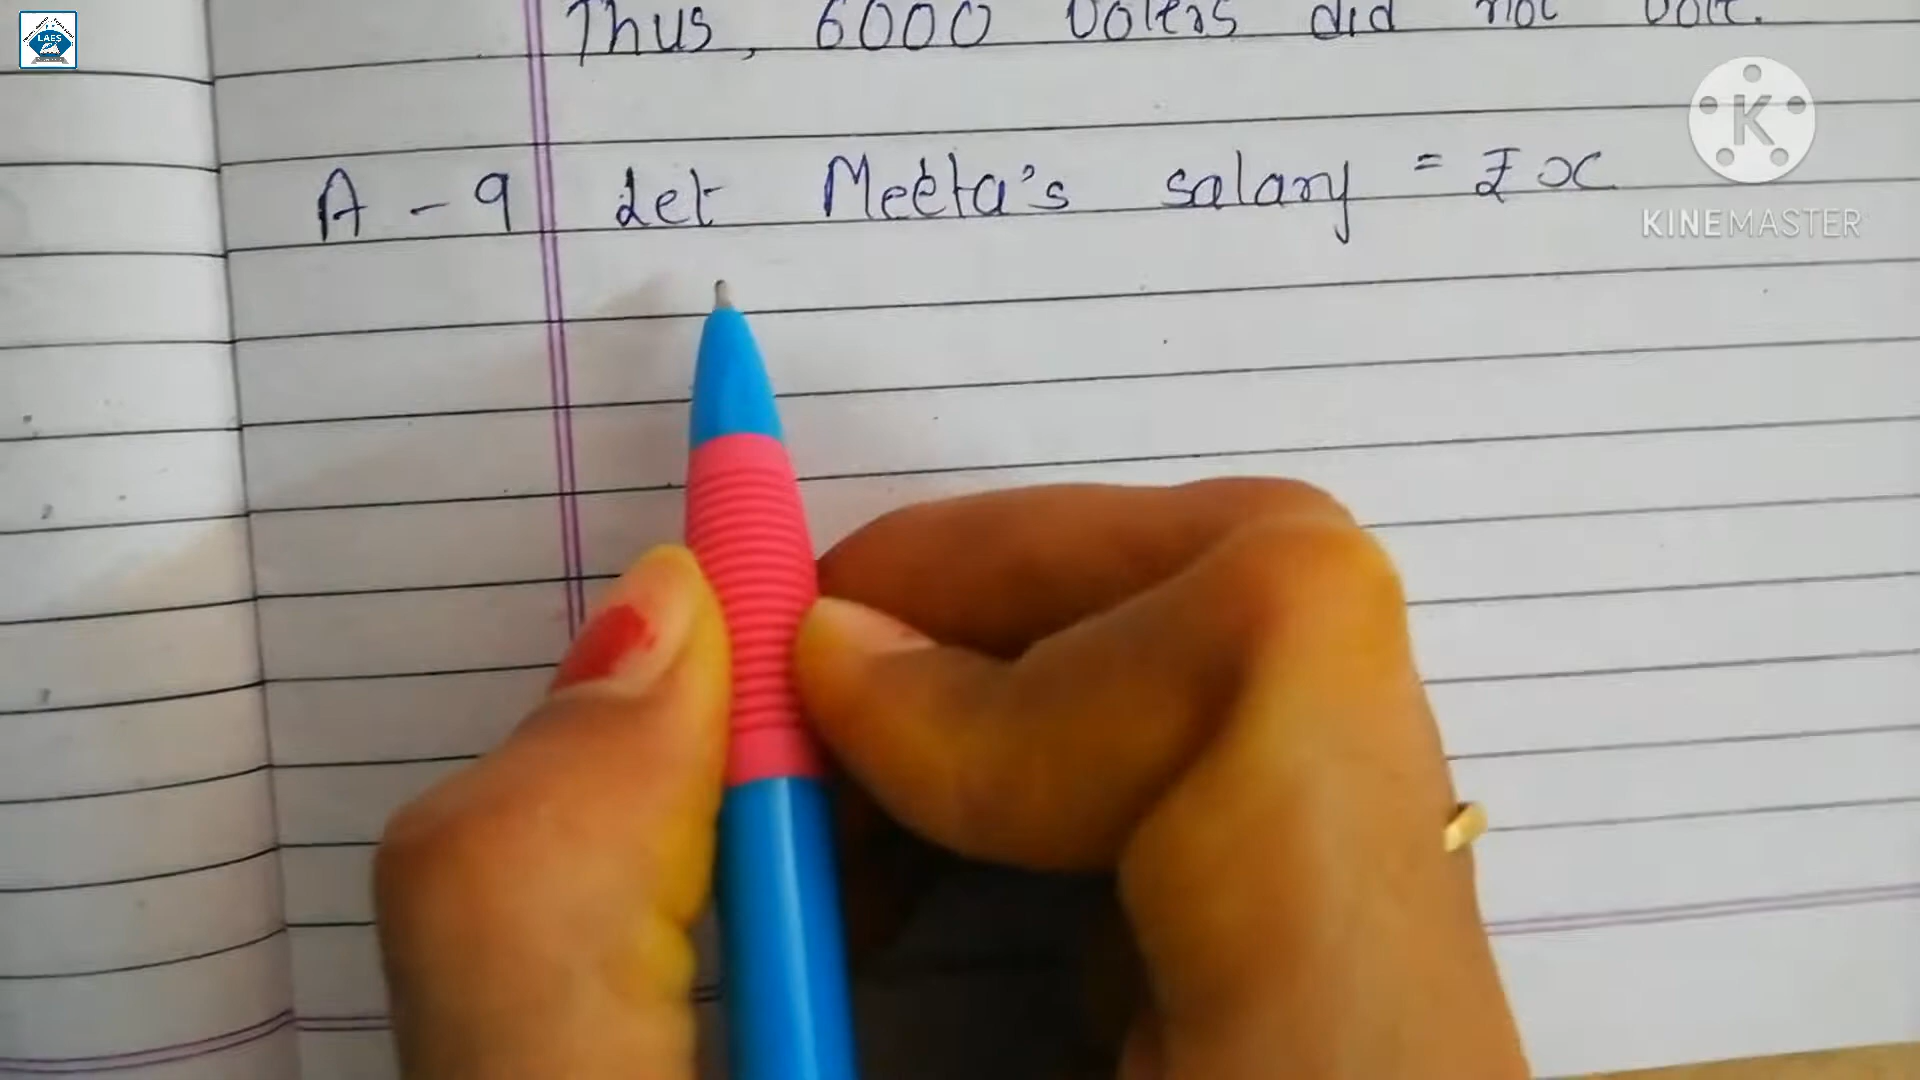 Thus, 6000 voters did not vote.
A - 9 Let Meeta's salary = ₹ x
LAES
K
KINEMASTER